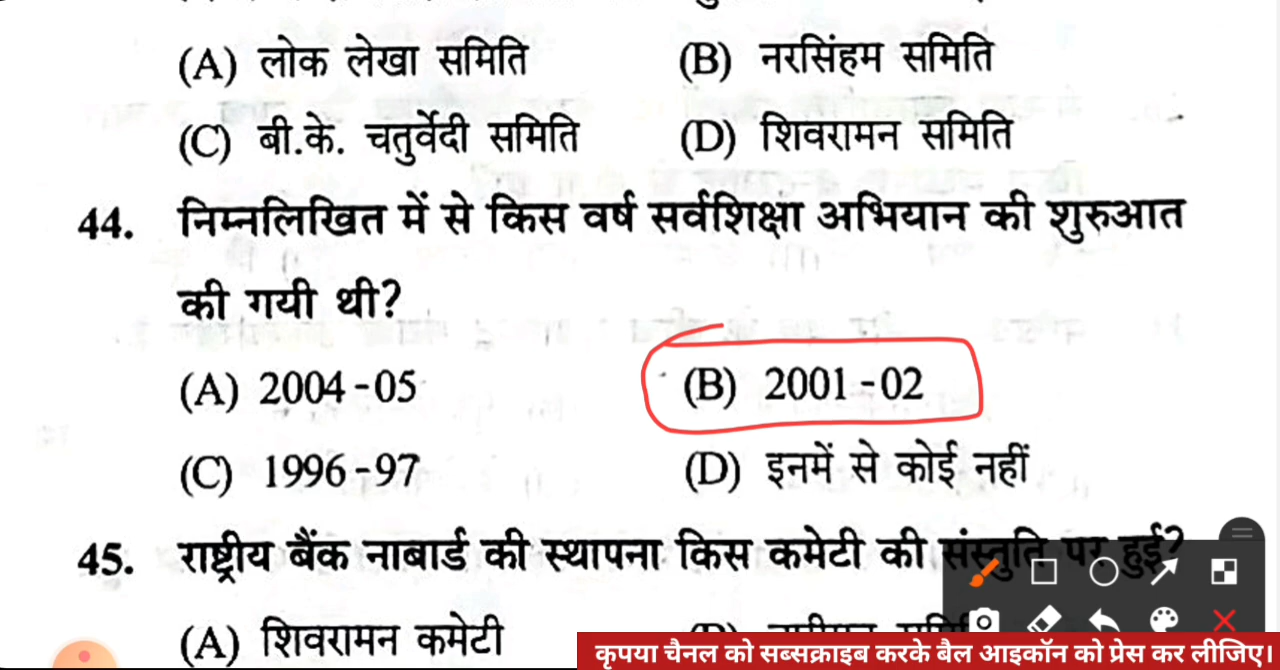 (A) लोक लेखा समिति (B) नरसिंहम समिति
(C) बी.के. चतुर्वेदी समिति (D) शिवरामन समिति
44. निम्नलिखित में से किस वर्ष सर्वशिक्षा अभियान की शुरुआत
की गयी थी?
(A) 2004-05 (B) 2001-02
(C) 1996-97 (D) इनमें से कोई नहीं
45. राष्ट्रीय बैंक नाबार्ड की स्थापना किस कमेटी की संस्तुति पर हुई?
(A) शिवरामन कमेटी
कृपया चैनल को सब्सक्राइब करके बैल आइकॉन को प्रेस कर लीजिए।